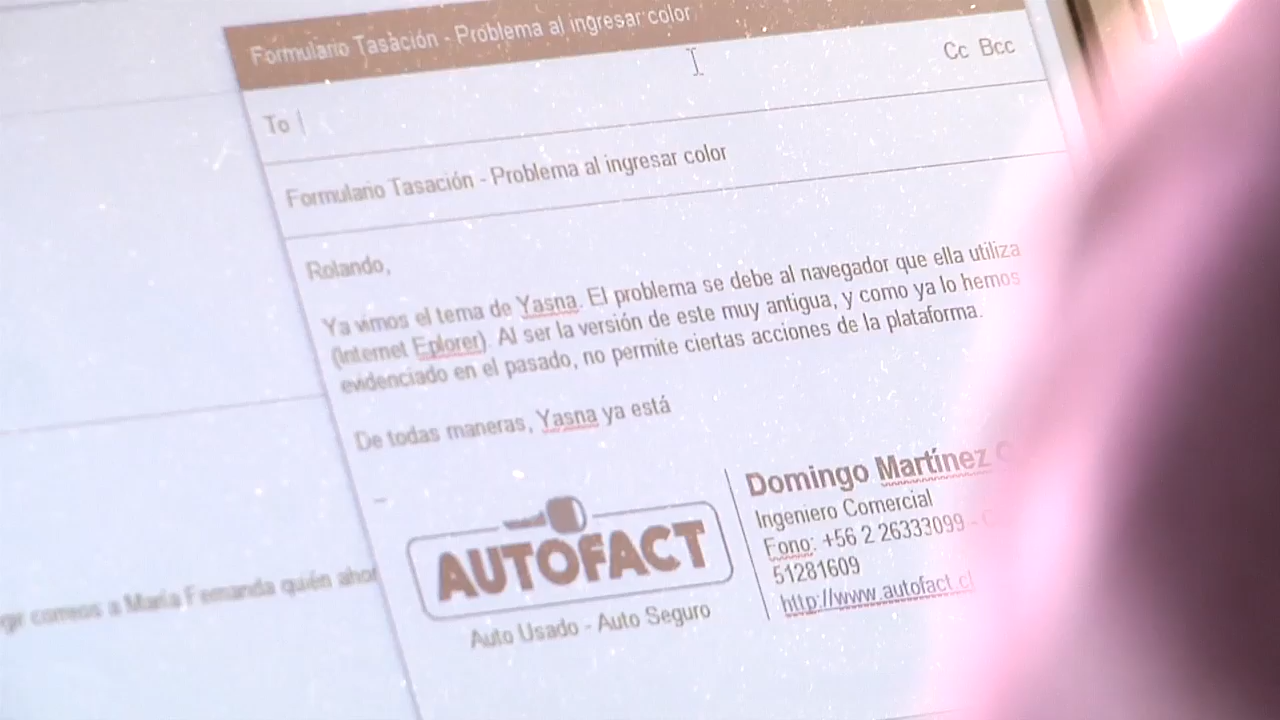 Formulario Tasación - Problema al ingresar color
Cc Bcc
To
Formulario Tasación - Problema al ingresar color
Rolando,
Ya vimos el tema de Yasna. El problema se debe al navegador que ella utiliza
(Internet Eplorer). Al ser la versión de este muy antigua, y como ya lo hemos
evidenciado en el pasado, no permite ciertas acciones de la plataforma.
De todas maneras, Yasna ya está
--
AUTOFACT
Auto Usado - Auto Seguro
Domingo Martínez
Ingeniero Comercial
Fono: +56 2 26333099 -
51281609
http://www.autofact.cl
correos a María Fernanda quién